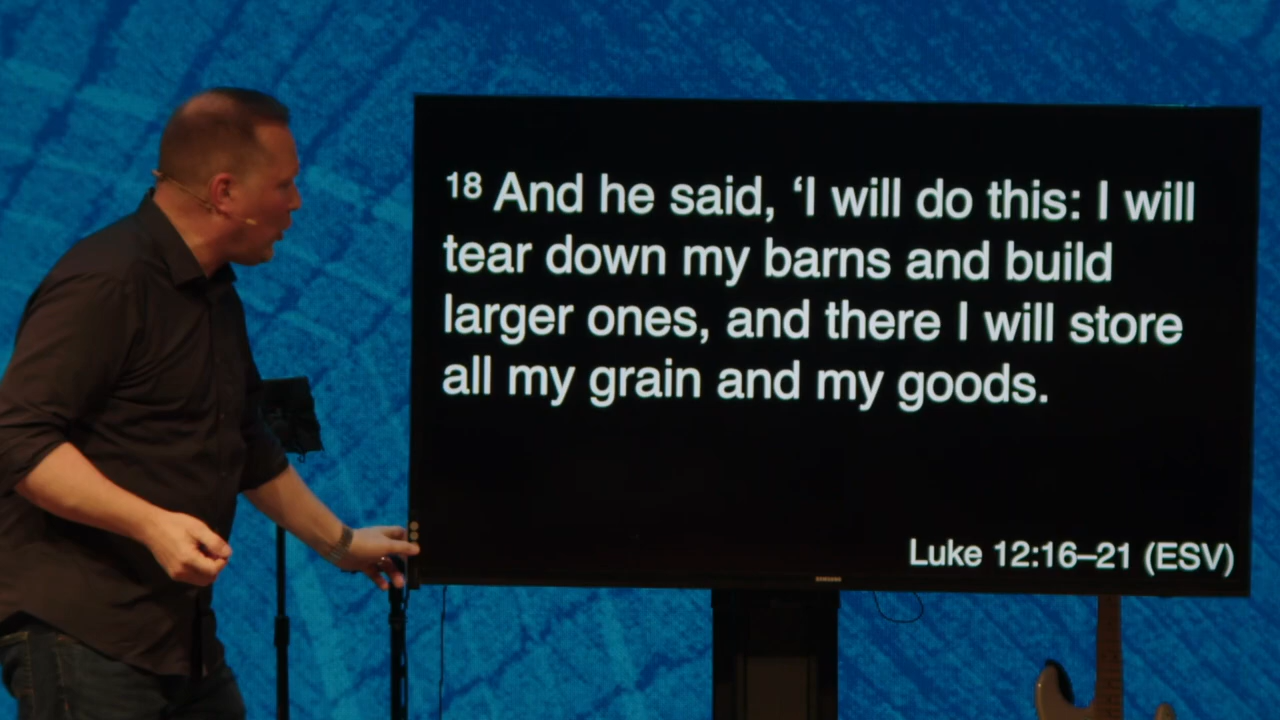 18 And he said, ‘I will do this: I will
tear down my barns and build
larger ones, and there I will store
all my grain and my goods.
Luke 12:16–21 (ESV)
SAMSUNG